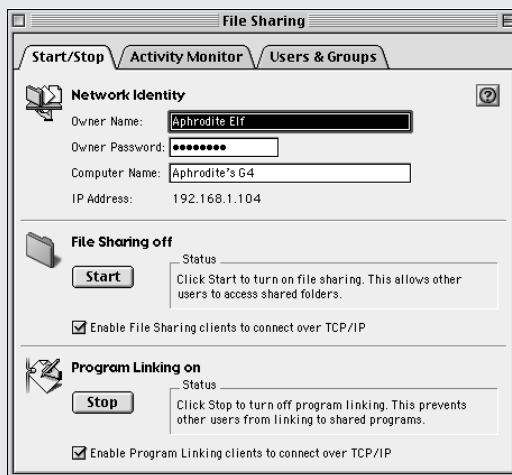 File Sharing
Start/Stop Activity Monitor Users & Groups
Network Identity
Owner Name: Aphrodite Elf
Owner Password: ••••••••
Computer Name: Aphrodite's G4
IP Address: 192.168.1.104
File Sharing off
Status
Start
Click Start to turn on file sharing. This allows other
users to access shared folders.
Enable File Sharing clients to connect over TCP/IP
Program Linking on
Status
Stop
Click Stop to turn off program linking. This prevents
other users from linking to shared programs.
Enable Program Linking clients to connect over TCP/IP